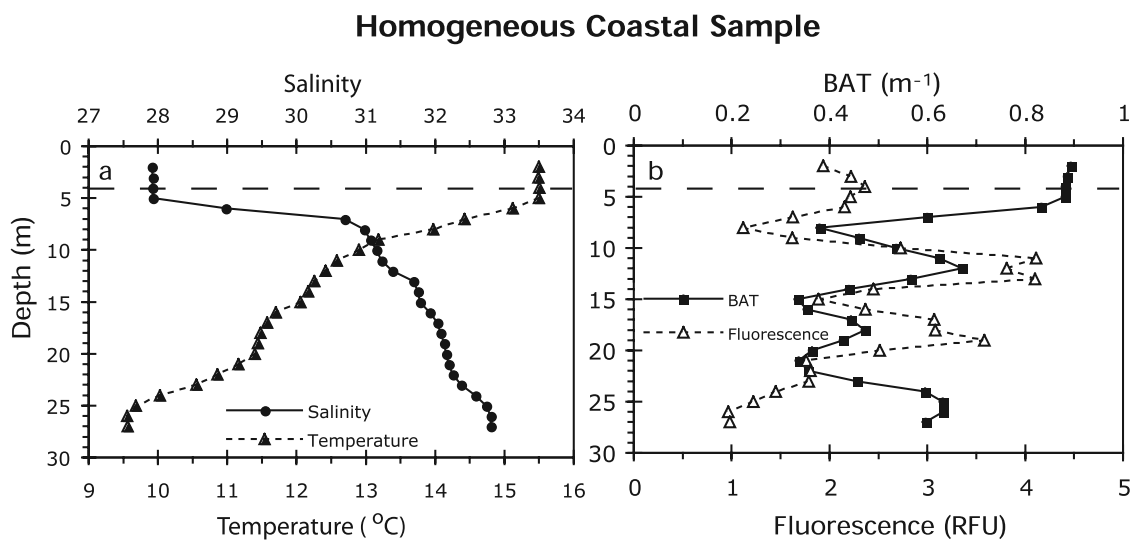 Homogeneous Coastal Sample
Salinity
27 28 29 30 31 32 33 34
a
0
5
10
15
20
25
30
Depth (m)
Salinity
Temperature
9 10 11 12 13 14 15 16
Temperature ( °C)
BAT (m-1)
0 0.2 0.4 0.6 0.8 1
b
0
5
10
15
20
25
30
BAT
Fluorescence
0 1 2 3 4 5
Fluorescence (RFU)